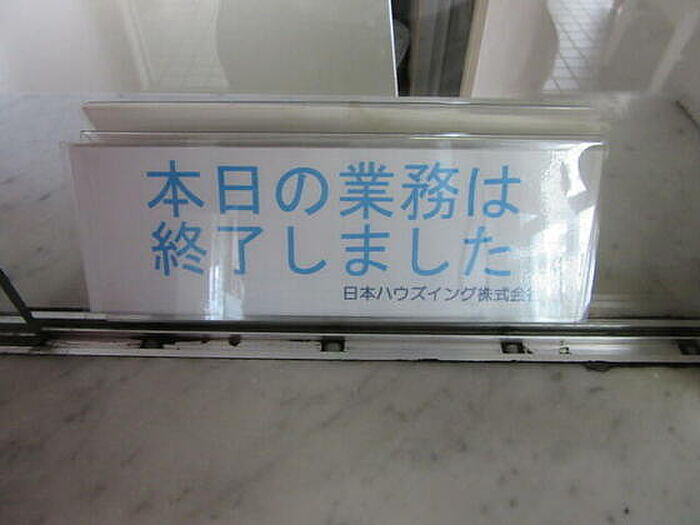 本日の業務は
終了しました
日本ハウズイング株式会社